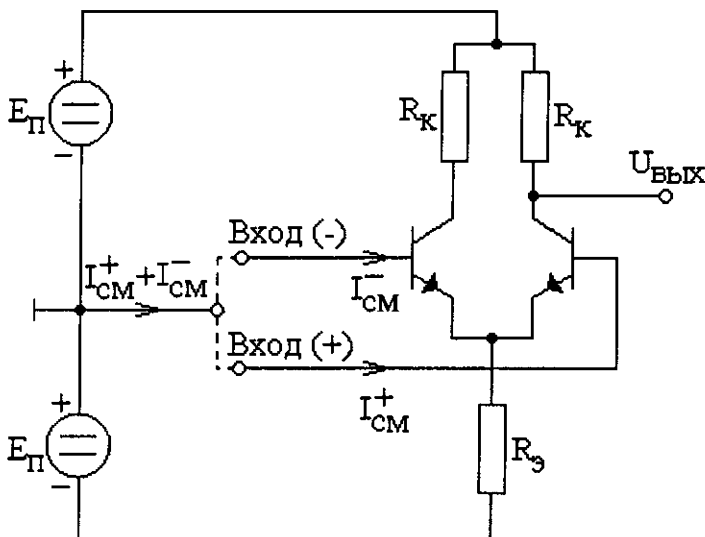 +
Eп
-
Rк
Rк
Uвых
Вход (-)
I⁺см+I⁻см
I⁻см
Вход (+)
I⁺см
+
Eп
-
Rэ